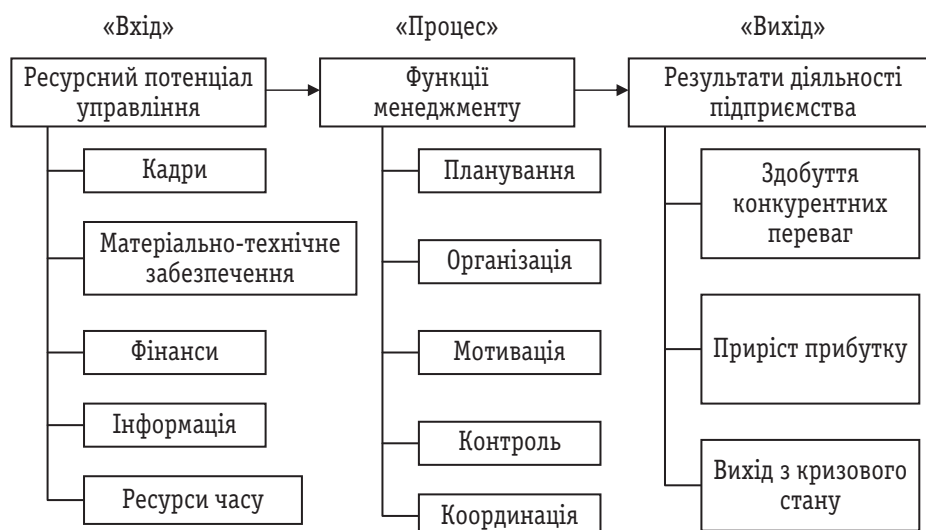 «Вхід»
Ресурсний потенціал
управління
Кадри
Матеріально-технічне
забезпечення
Фінанси
Інформація
Ресурси часу
«Процес»
Функції
менеджменту
Планування
Організація
Мотивація
Контроль
Координація
«Вихід»
Результати діяльності
підприємства
Здобуття
конкурентних
переваг
Приріст прибутку
Вихід з кризового
стану